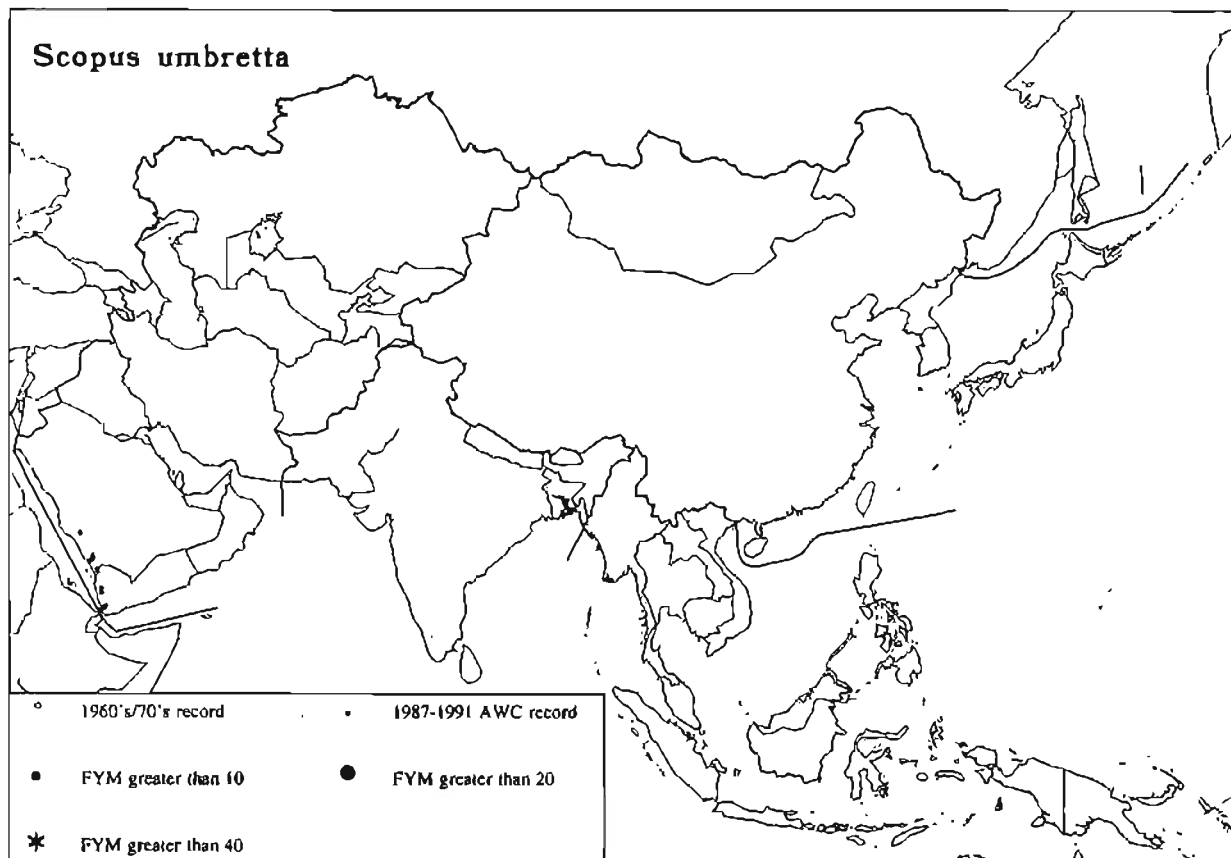 Scopus umbretta
1960's/70's record
1987-1991 AWC record
FYM greater than 10
FYM greater than 20
FYM greater than 40